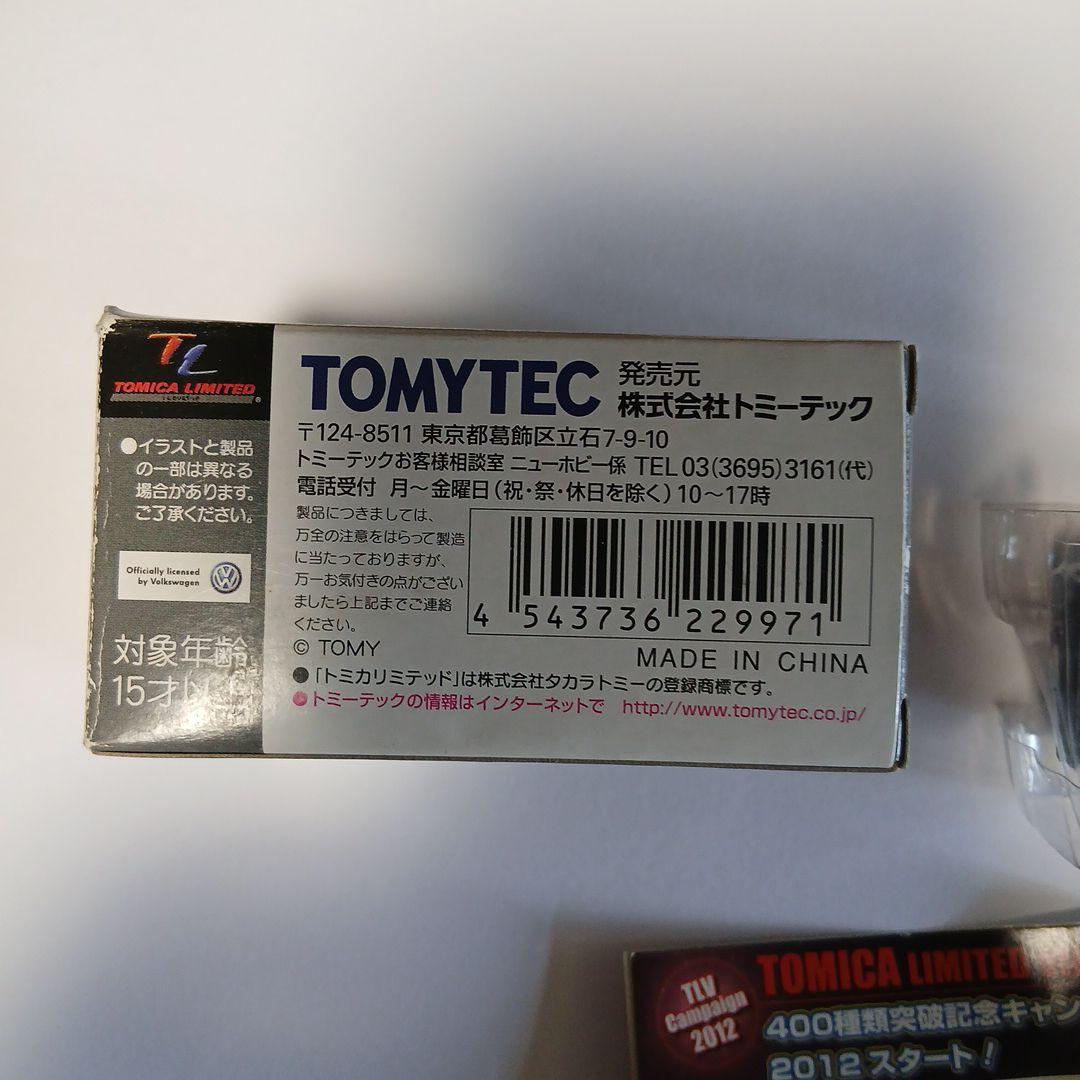 TL
TOMICA LIMITED
●イラストと製品
の一部は異なる
場合があります。
ご了承ください。
Officially licensed
by Volkswagen
対象年齢
15才以上
TOMYTEC
発売元
株式会社トミーテック
〒124-8511 東京都葛飾区立石7-9-10
トミーテックお客様相談室 ニューホビー係 TEL 03(3695)3161(代)
電話受付 月〜金曜日(祝・祭・休日を除く)10〜17時
製品につきましては、
万全の注意をはらって製造
に当たっておりますが、
万一お気付きの点がござい
ましたら上記までご連絡
ください。
4 543736 229971
© TOMY
MADE IN CHINA
●「トミカリミテッド」は株式会社タカラトミーの登録商標です。
●トミーテックの情報はインターネットで http://www.tomytec.co.jp/
TLV
Campaign
2012
TOMICA LIMITED
400種類突破記念キャン
2012スタート!